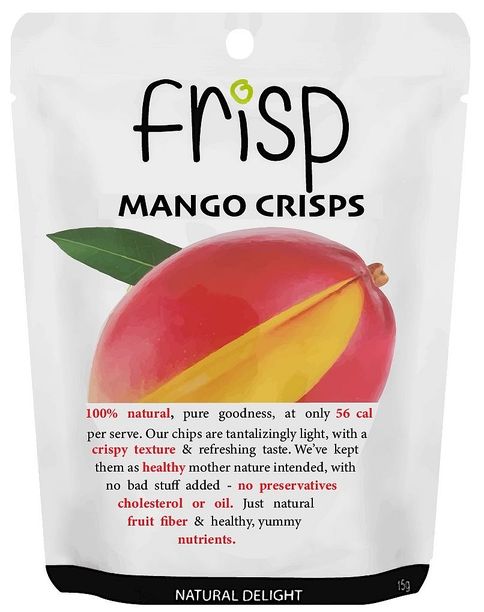 frisp
MANGO CRISPS
100% natural, pure goodness, at only 56 cal
per serve. Our chips are tantalizingly light, with a
crispy texture & refreshing taste. We've kept
them as healthy mother nature intended, with
no bad stuff added - no preservatives
cholesterol or oil. Just natural
fruit fiber & healthy, yummy
nutrients.
NATURAL DELIGHT
15g